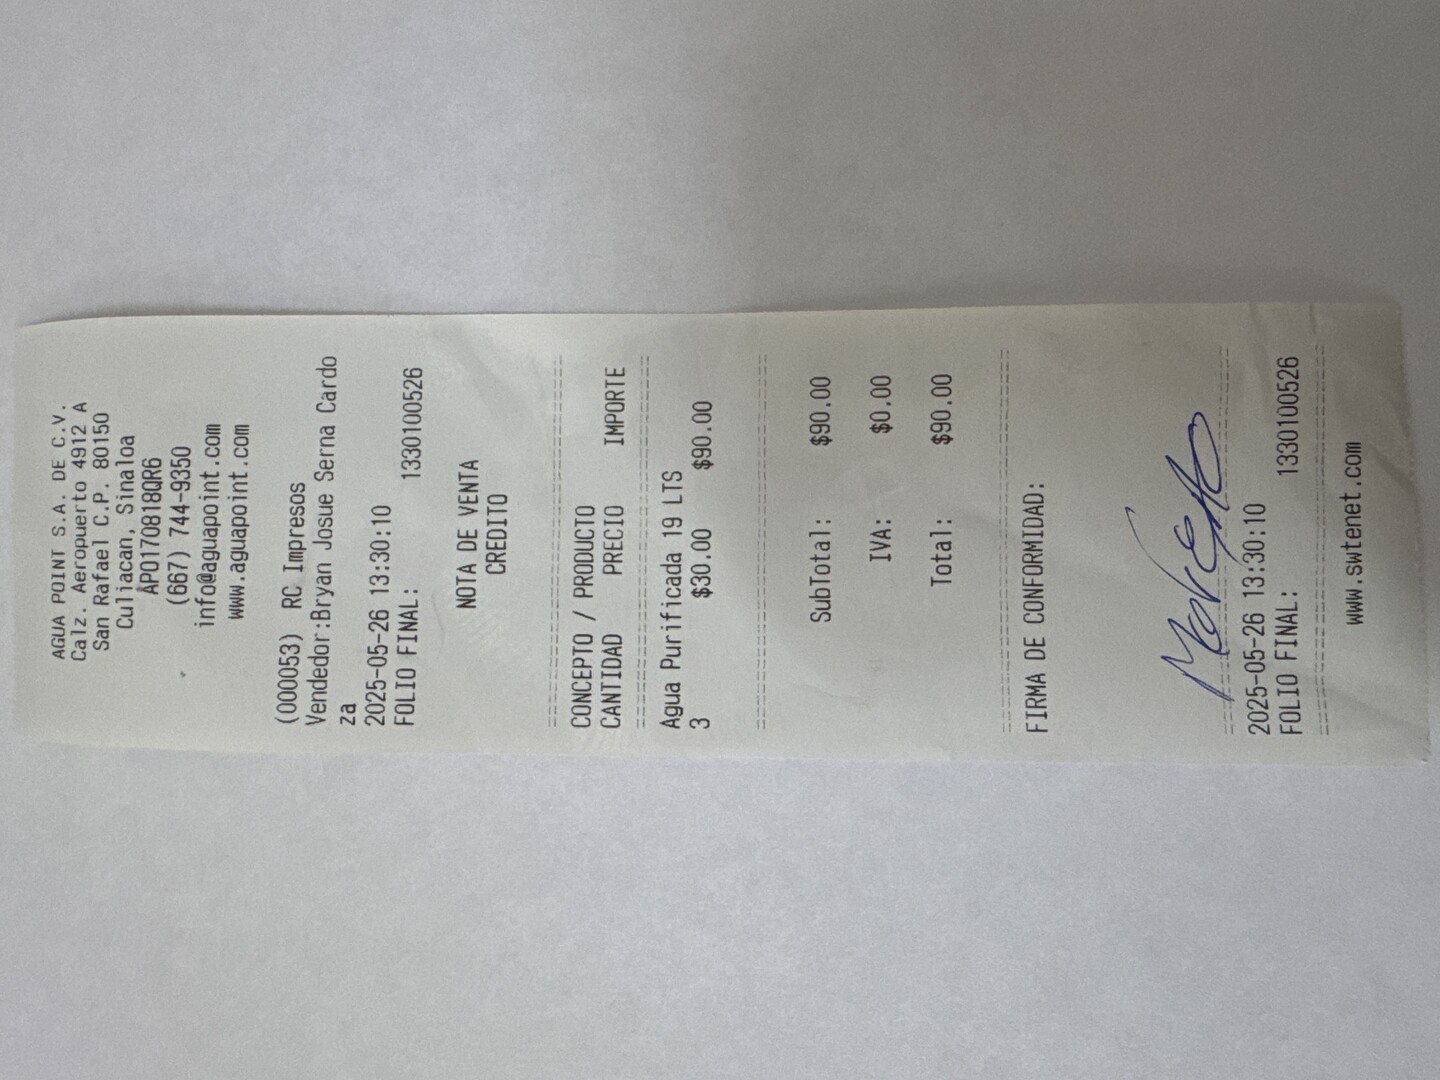 AGUA POINT S.A. DE C.V.
Calz. Aeropuerto 4912 A
San Rafael C.P. 80150
Culiacan, Sinaloa
APO170818QR6
(667) 744-9350
info@aguapoint.com
www.aguapoint.com
(000053) RC Impresos
Vendedor:Bryan Josue Serna Cardo
za
2025-05-26 13:30:10
FOLIO FINAL: 1330100526
NOTA DE VENTA
CREDITO
CONCEPTO / PRODUCTO
CANTIDAD PRECIO IMPORTE
Agua Purificada 19 LTS
3 $30.00 $90.00
SubTotal: $90.00
IVA: $0.00
Total: $90.00
FIRMA DE CONFORMIDAD:
2025-05-26 13:30:10
FOLIO FINAL: 1330100526
www.swtenet.com